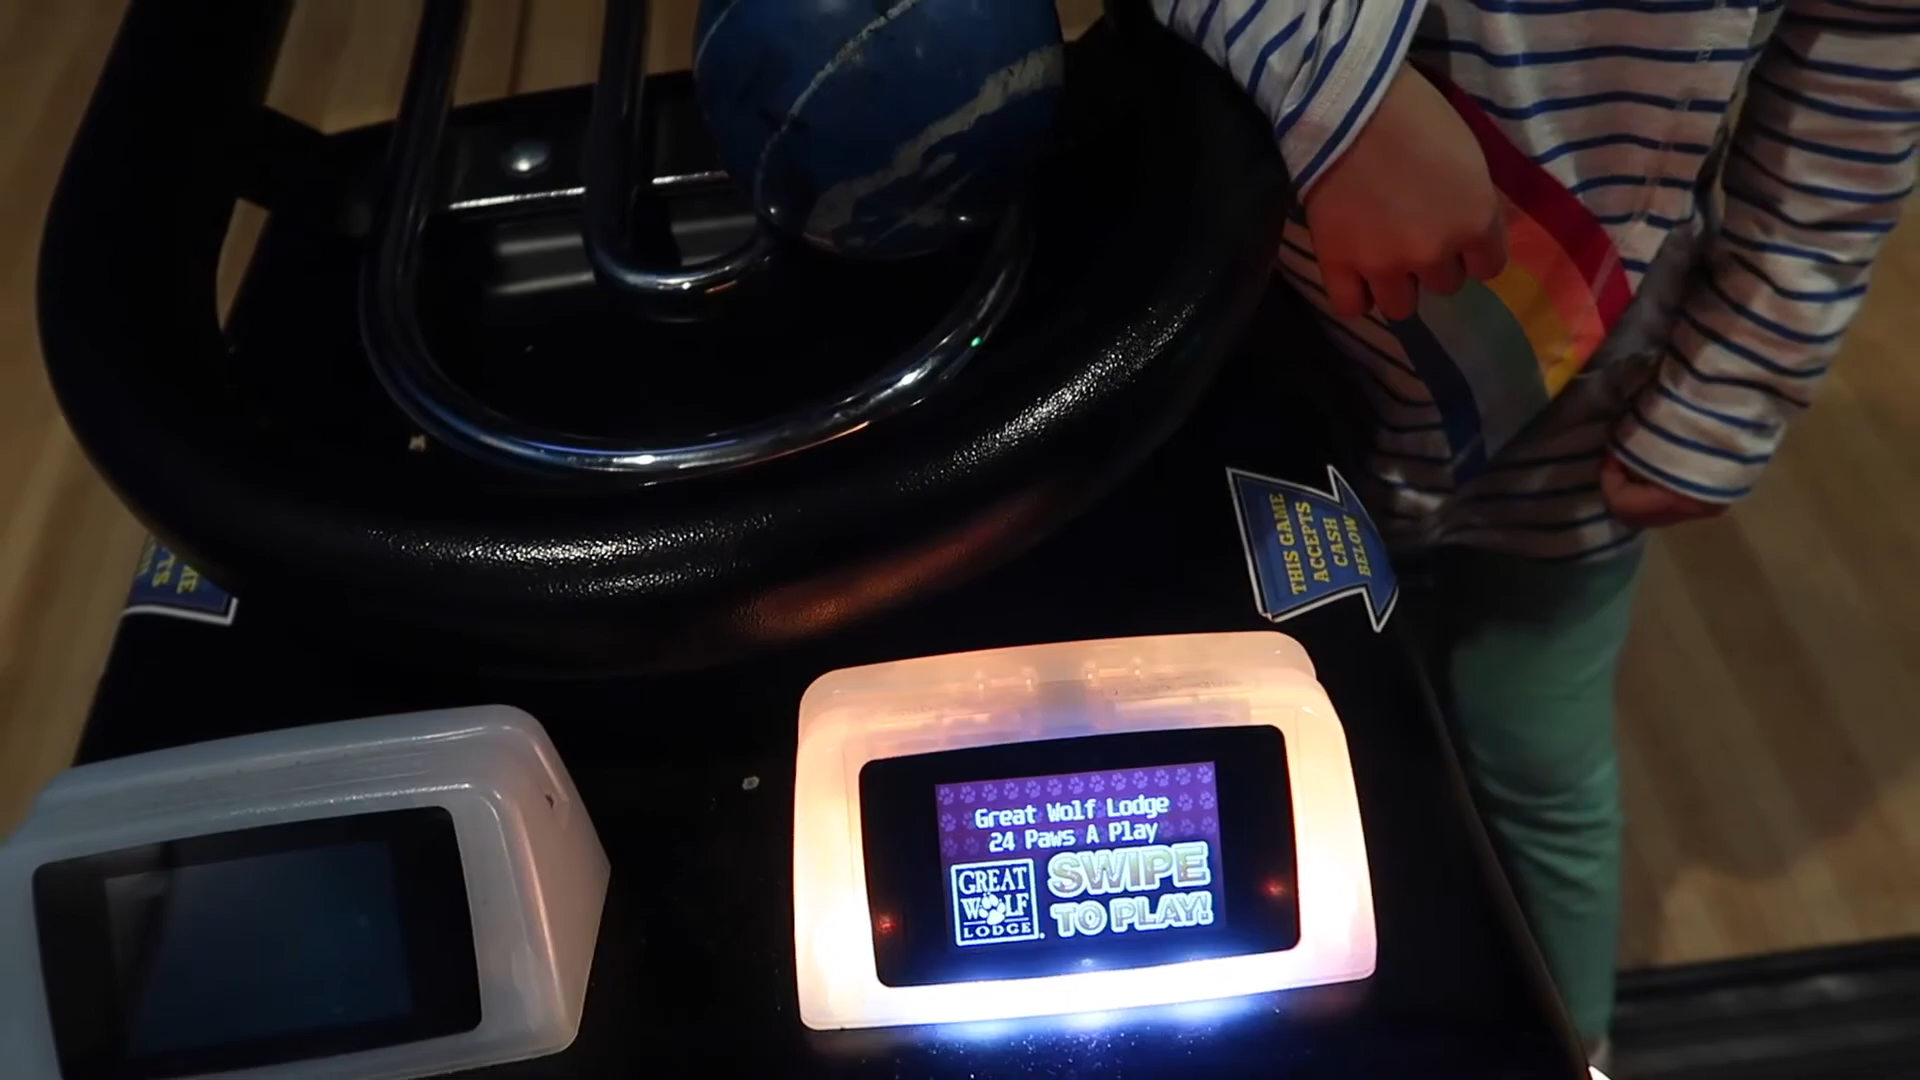 THIS GAME
ACCEPTS
CASH
BELOW
Great Wolf Lodge
24 Paws A Play
SWIPE
TO PLAY!
GREAT
WOLF
LODGE